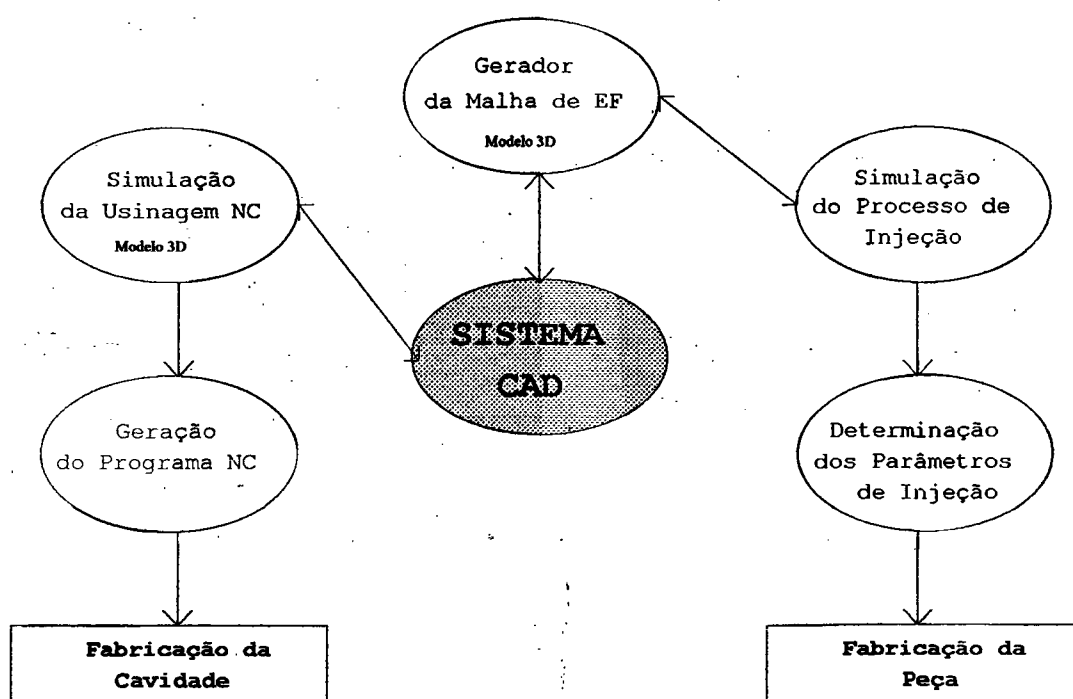 Gerador
da Malha de EF
Modelo 3D
Simulação
da Usinagem NC
Modelo 3D
Simulação
do Processo de
Injeção
SISTEMA
CAD
Geração
do Programa NC
Determinação
dos Parâmetros
de Injeção
Fabricação da
Cavidade
Fabricação da
Peça